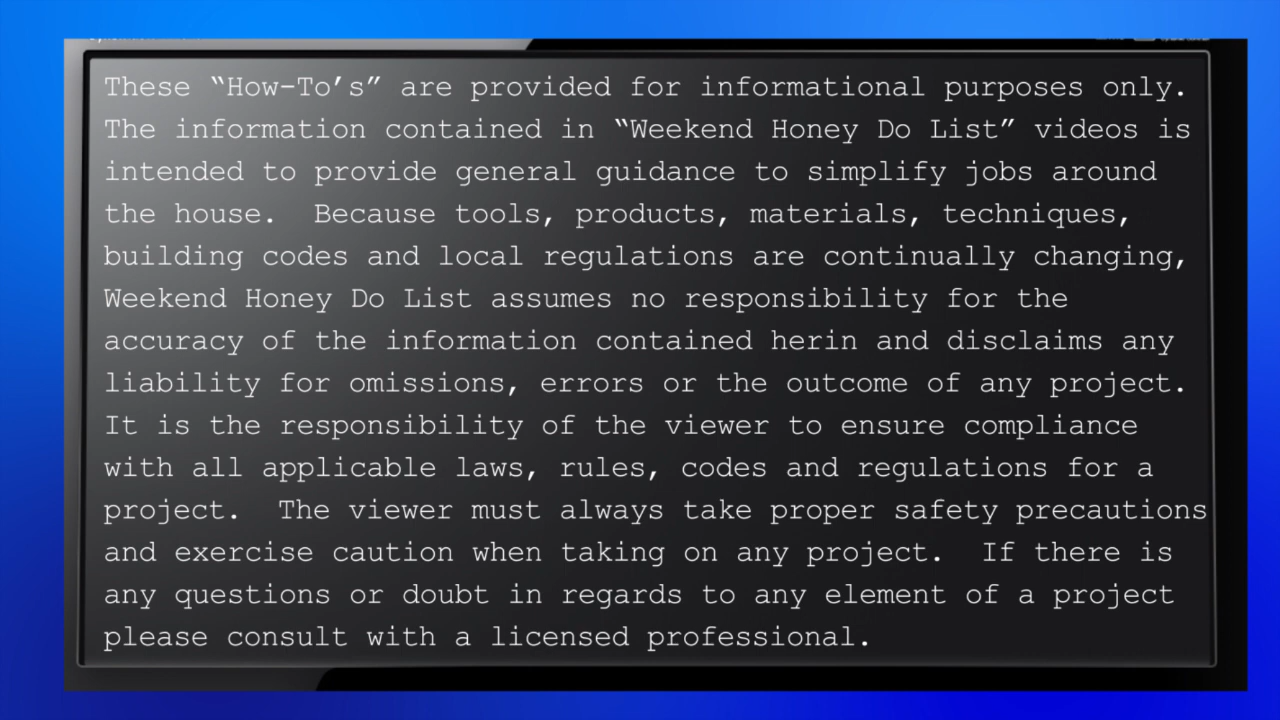 These “How-To’s” are provided for informational purposes only.
The information contained in “Weekend Honey Do List” videos is
intended to provide general guidance to simplify jobs around
the house.  Because tools, products, materials, techniques,
building codes and local regulations are continually changing,
Weekend Honey Do List assumes no responsibility for the
accuracy of the information contained herin and disclaims any
liability for omissions, errors or the outcome of any project.
It is the responsibility of the viewer to ensure compliance
with all applicable laws, rules, codes and regulations for a
project.  The viewer must always take proper safety precautions
and exercise caution when taking on any project.  If there is
any questions or doubt in regards to any element of a project
please consult with a licensed professional.